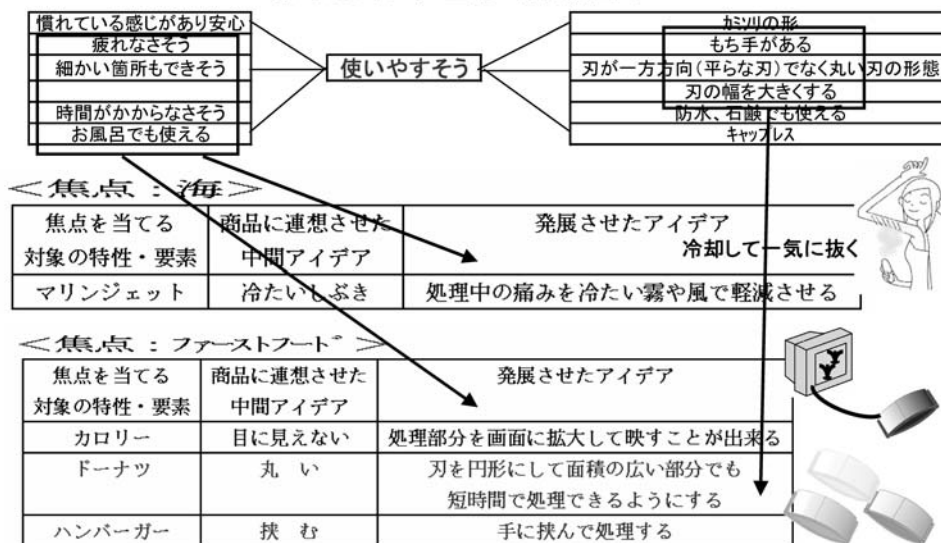 慣れている感じがあり安心
疲れなさそう
細かい箇所もできそう
時間がかからなさそう
お風呂でも使える
使いやすそう
カミソリの形
もち手がある
刃が一方方向(平らな刃)でなく丸い刃の形態
刃の幅を大きくする
防水、石鹸でも使える
キャップレス
＜焦点：海＞
焦点を当てる
対象の特性・要素
商品に連想させた
中間アイデア
発展させたアイデア
冷却して一気に抜く
マリンジェット
冷たいしぶき
処理中の痛みを冷たい霧や風で軽減させる
＜焦点：ファーストフード＞
焦点を当てる
対象の特性・要素
商品に連想させた
中間アイデア
発展させたアイデア
カロリー
目に見えない
処理部分を画面に拡大して映すことが出来る
ドーナツ
丸い
刃を円形にして面積の広い部分でも
短時間で処理できるようにする
ハンバーガー
挟む
手に挟んで処理する